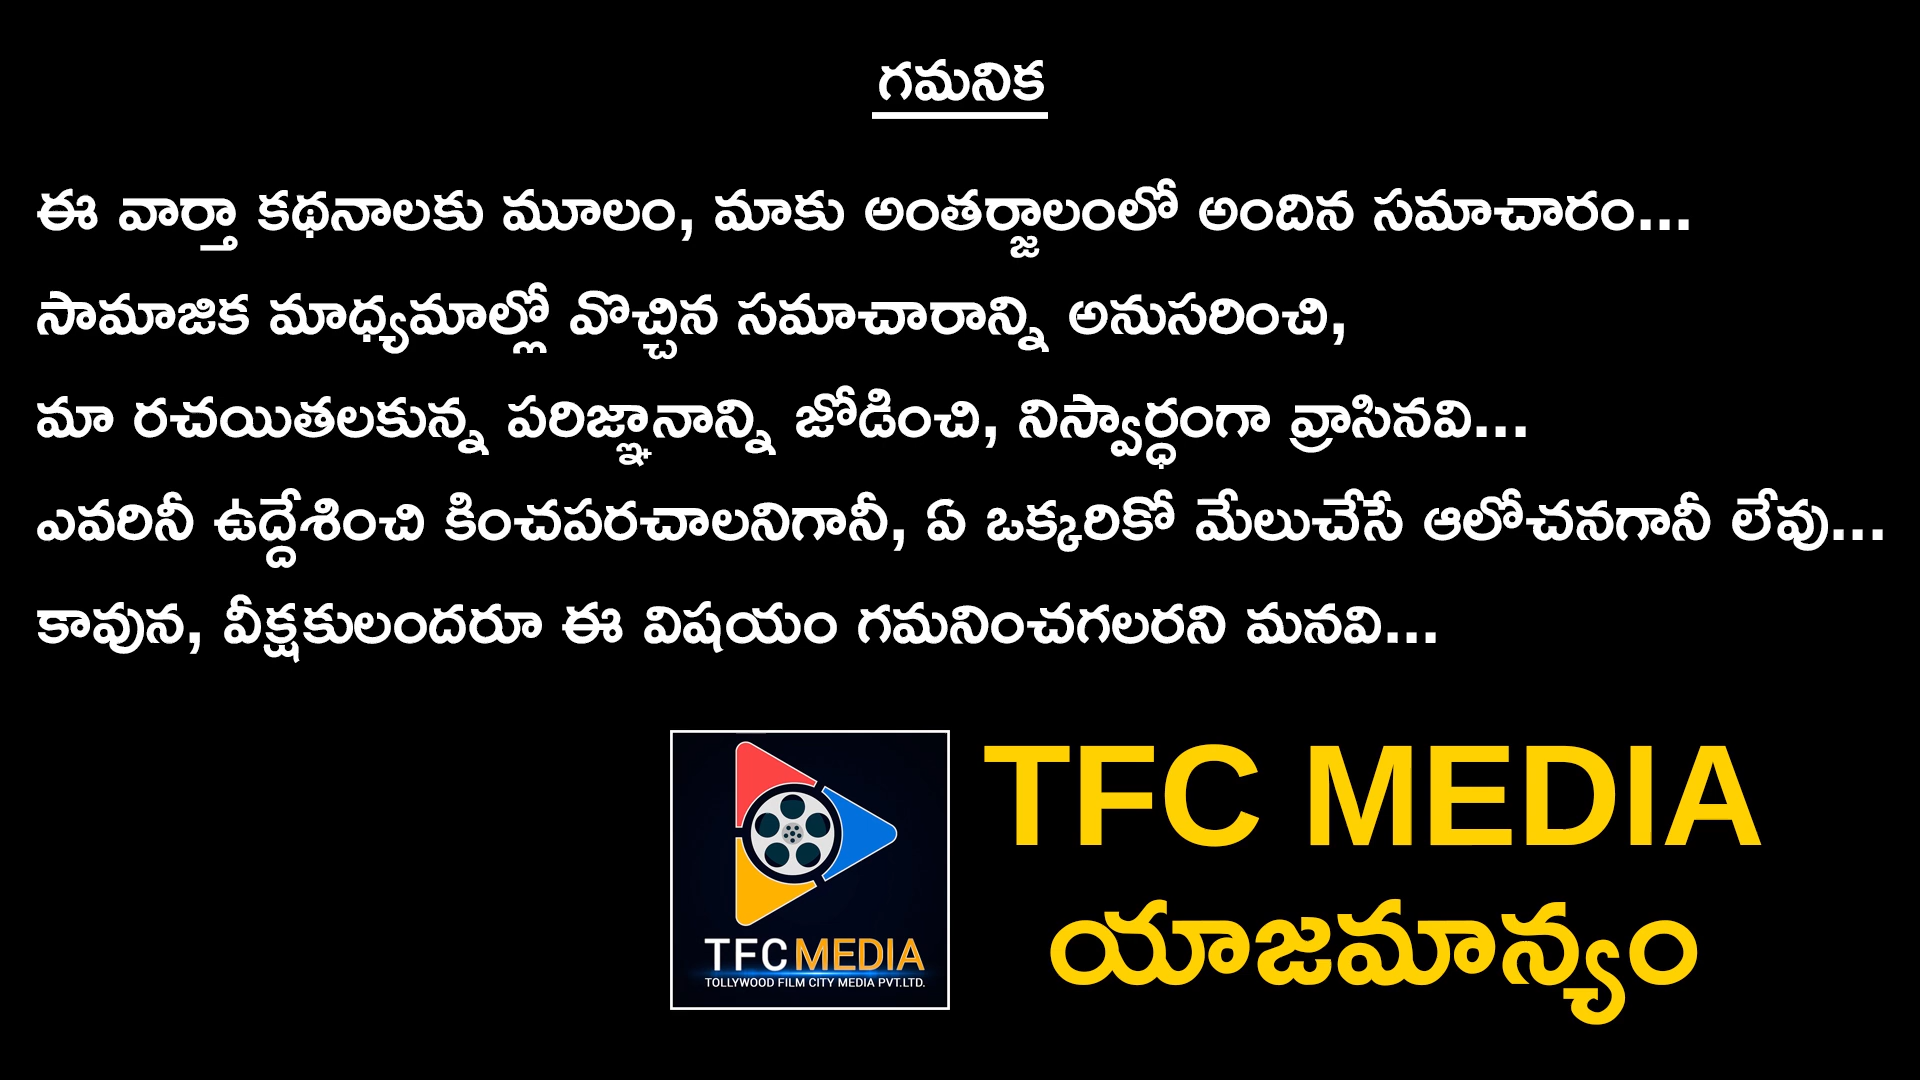 గమనిక
ఈ వార్తా కథనాలకు మూలం, మాకు అంతర్జాలంలో అందిన సమాచారం...
సామాజిక మాధ్యమాల్లో వొచ్చిన సమాచారాన్ని అనుసరించి,
మా రచయితలకున్న పరిజ్ఞానాన్ని జోడించి, నిస్వార్ధంగా వ్రాసినవి...
ఎవరినీ ఉద్దేశించి కించపరచాలనిగానీ, ఏ ఒక్కరికో మేలుచేసే ఆలోచనగానీ లేవు...
కావున, వీక్షకులందరూ ఈ విషయం గమనించగలరని మనవి...
TFC MEDIA
యాజమాన్యం
TFC MEDIA
TOLLYWOOD FILM CITY MEDIA PVT.LTD.